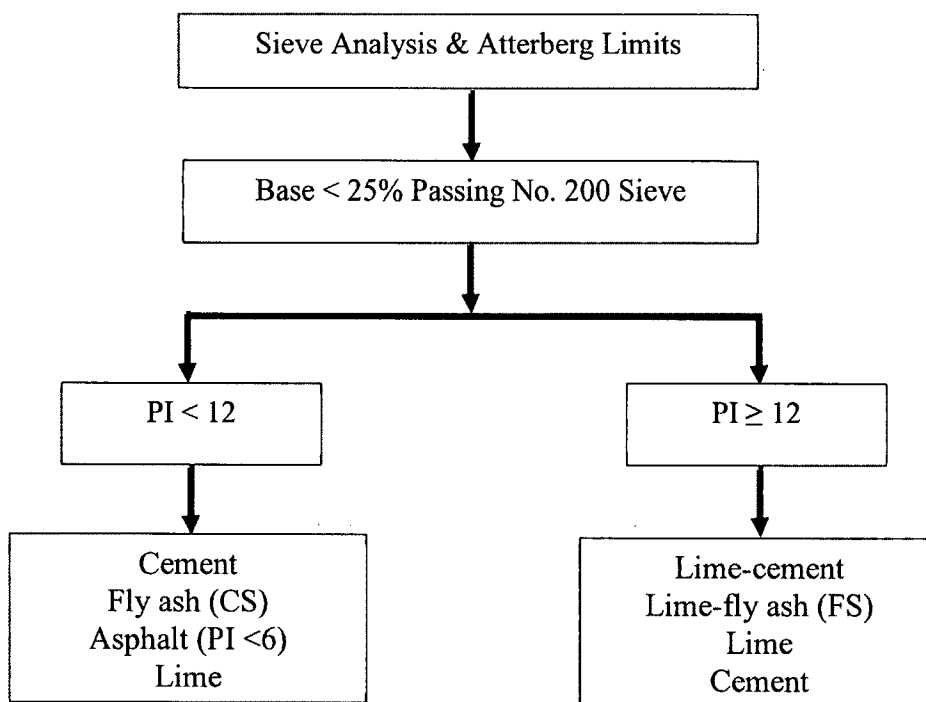 Sieve Analysis & Atterberg Limits
Base < 25% Passing No. 200 Sieve
PI < 12
PI ≥ 12
Cement
Fly ash (CS)
Asphalt (PI <6)
Lime
Lime-cement
Lime-fly ash (FS)
Lime
Cement